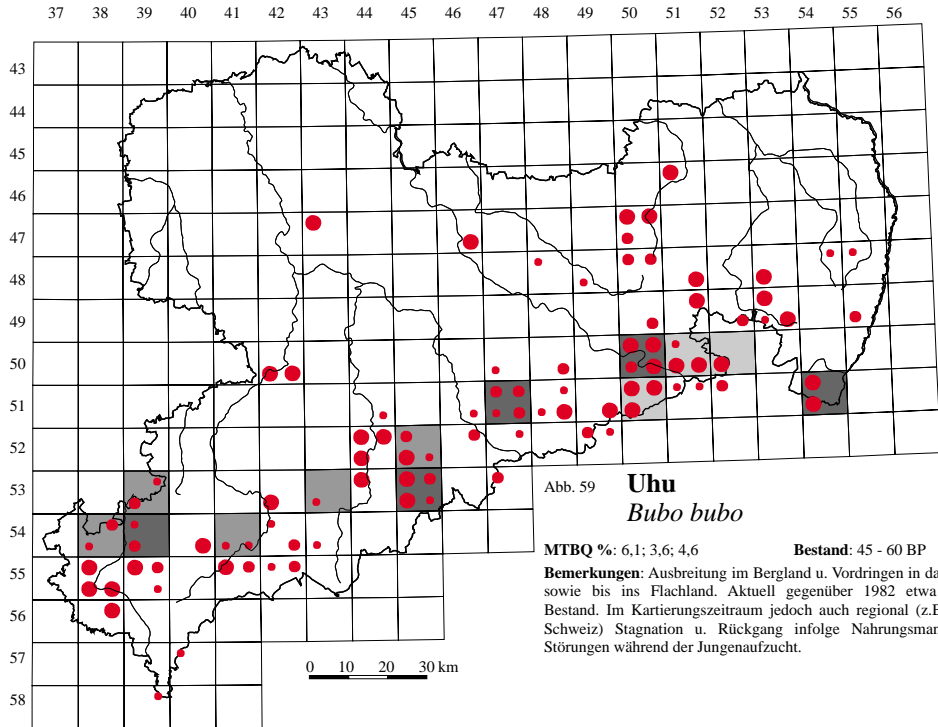 37 38 39 40 41 42 43 44 45 46 47 48 49 50 51 52 53 54 55 56
43
44
45
46
47
48
49
50
51
52
53
54
55
56
57
58
Abb. 59 Uhu
Bubo bubo
MTBQ %: 6,1; 3,6; 4,6 Bestand: 45 - 60 BP
Bemerkungen: Ausbreitung im Bergland u. Vordringen in da
sowie bis ins Flachland. Aktuell gegenüber 1982 etwa
Bestand. Im Kartierungszeitraum jedoch auch regional (z.B
Schweiz) Stagnation u. Rückgang infolge Nahrungsman
Störungen während der Jungenaufzucht.
0 10 20 30 km